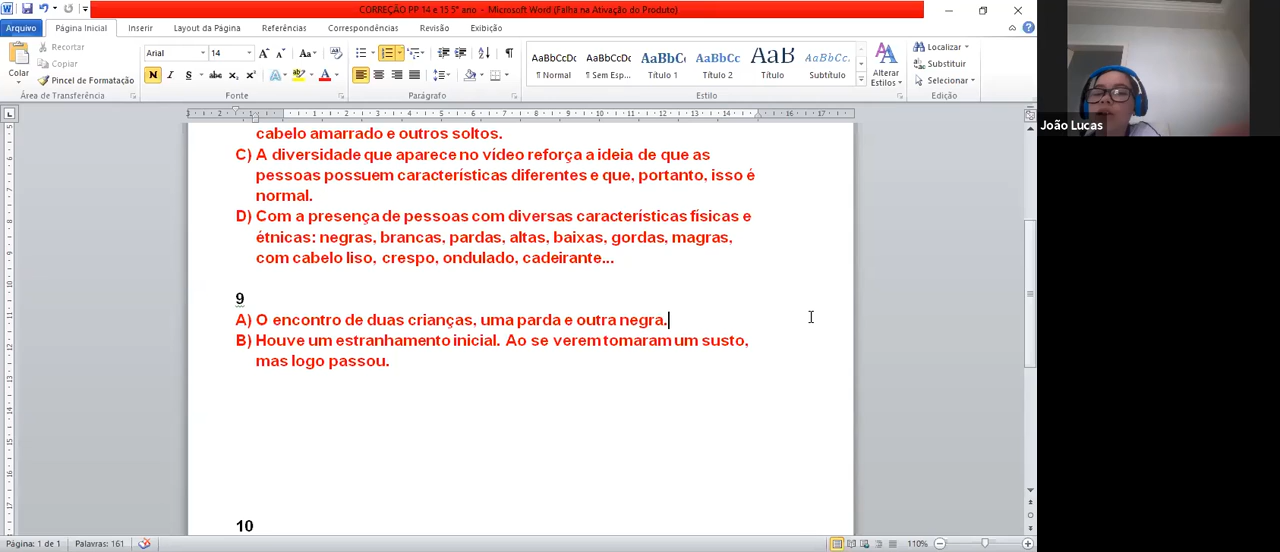 CORREÇÃO PP 14 e 15 5° ano - Microsoft Word (Falha na Ativação do Produto)
Arquivo Página Inicial Inserir Layout da Página Referências Correspondências Revisão Exibição
Colar
Recortar
Copiar
Pincel de Formatação
Área de Transferência
Arial 14
N I S abc x₂ x²
Fonte
Parágrafo
AaBbCcDc AaBbCcDc AaBbC AaBbCc AaB AaBbCc.
¶ Normal ¶ Sem Esp... Título 1 Título 2 Título Subtítulo
Estilo
Alterar Estilos
Localizar
Substituir
Selecionar
Edição
João Lucas
cabelo amarrado e outros soltos.
C) A diversidade que aparece no vídeo reforça a ideia de que as
pessoas possuem características diferentes e que, portanto, isso é
normal.
D) Com a presença de pessoas com diversas características físicas e
étnicas: negras, brancas, pardas, altas, baixas, gordas, magras,
com cabelo liso, crespo, ondulado, cadeirante...
9
A) O encontro de duas crianças, uma parda e outra negra.
B) Houve um estranhamento inicial. Ao se verem tomaram um susto,
mas logo passou.
10
Página: 1 de 1 Palavras: 161 110%